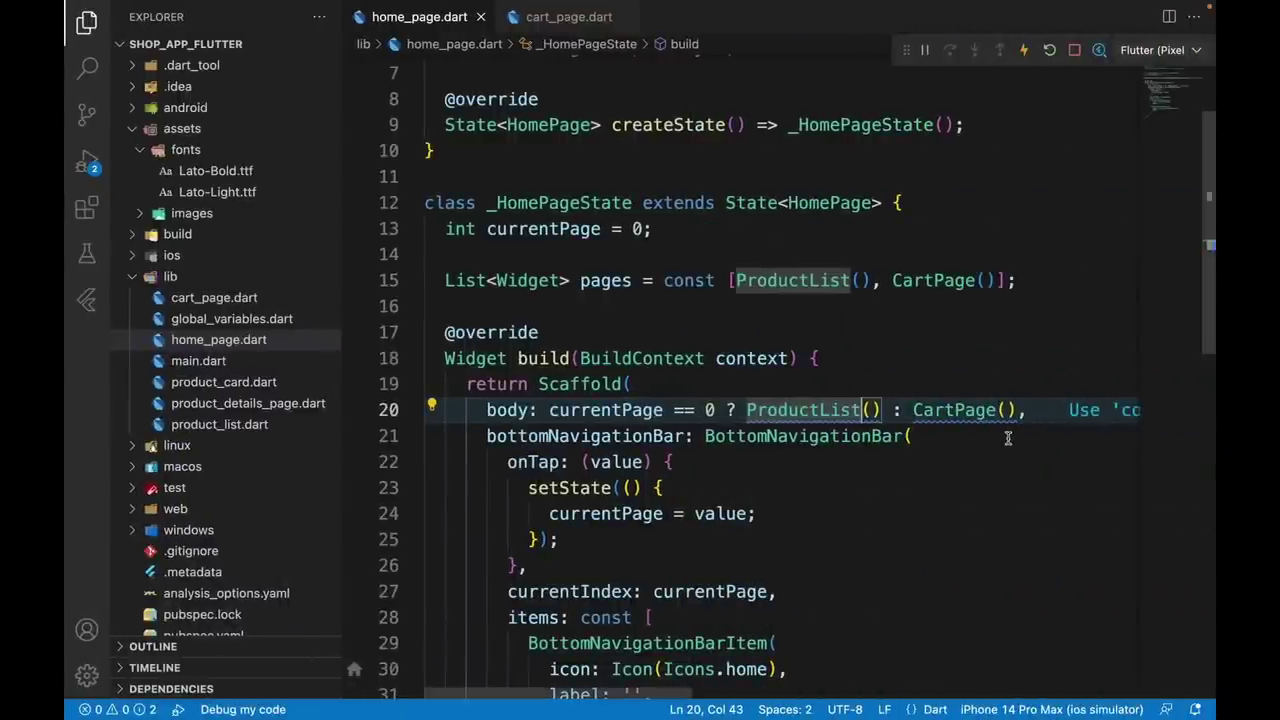 EXPLORER
SHOP_APP_FLUTTER
.dart_tool
.idea
android
assets
fonts
Aa Lato-Bold.ttf
Aa Lato-Light.ttf
images
build
ios
lib
cart_page.dart
global_variables.dart
home_page.dart
main.dart
product_card.dart
product_details_page.dart
product_list.dart
linux
macos
test
web
windows
.gitignore
.metadata
analysis_options.yaml
pubspec.lock
pubspec.yaml
OUTLINE
TIMELINE
DEPENDENCIES
2
home_page.dart
cart_page.dart
lib > home_page.dart > _HomePageState > build
Flutter (Pixel
7
8 @override
9 State<HomePage> createState() => _HomePageState();
10 }
11
12 class _HomePageState extends State<HomePage> {
13 int currentPage = 0;
14
15 List<Widget> pages = const [ProductList(), CartPage()];
16
17 @override
18 Widget build(BuildContext context) {
19 return Scaffold(
20 body: currentPage == 0 ? ProductList() : CartPage(), Use 'co
21 bottomNavigationBar: BottomNavigationBar(
22 onTap: (value) {
23 setState(() {
24 currentPage = value;
25 });
26 },
27 currentIndex: currentPage,
28 items: const [
29 BottomNavigationBarItem(
30 icon: Icon(Icons.home),
31 label: '',
0 0 2 Debug my code Ln 20, Col 43 Spaces: 2 UTF-8 LF {} Dart iPhone 14 Pro Max (ios simulator)